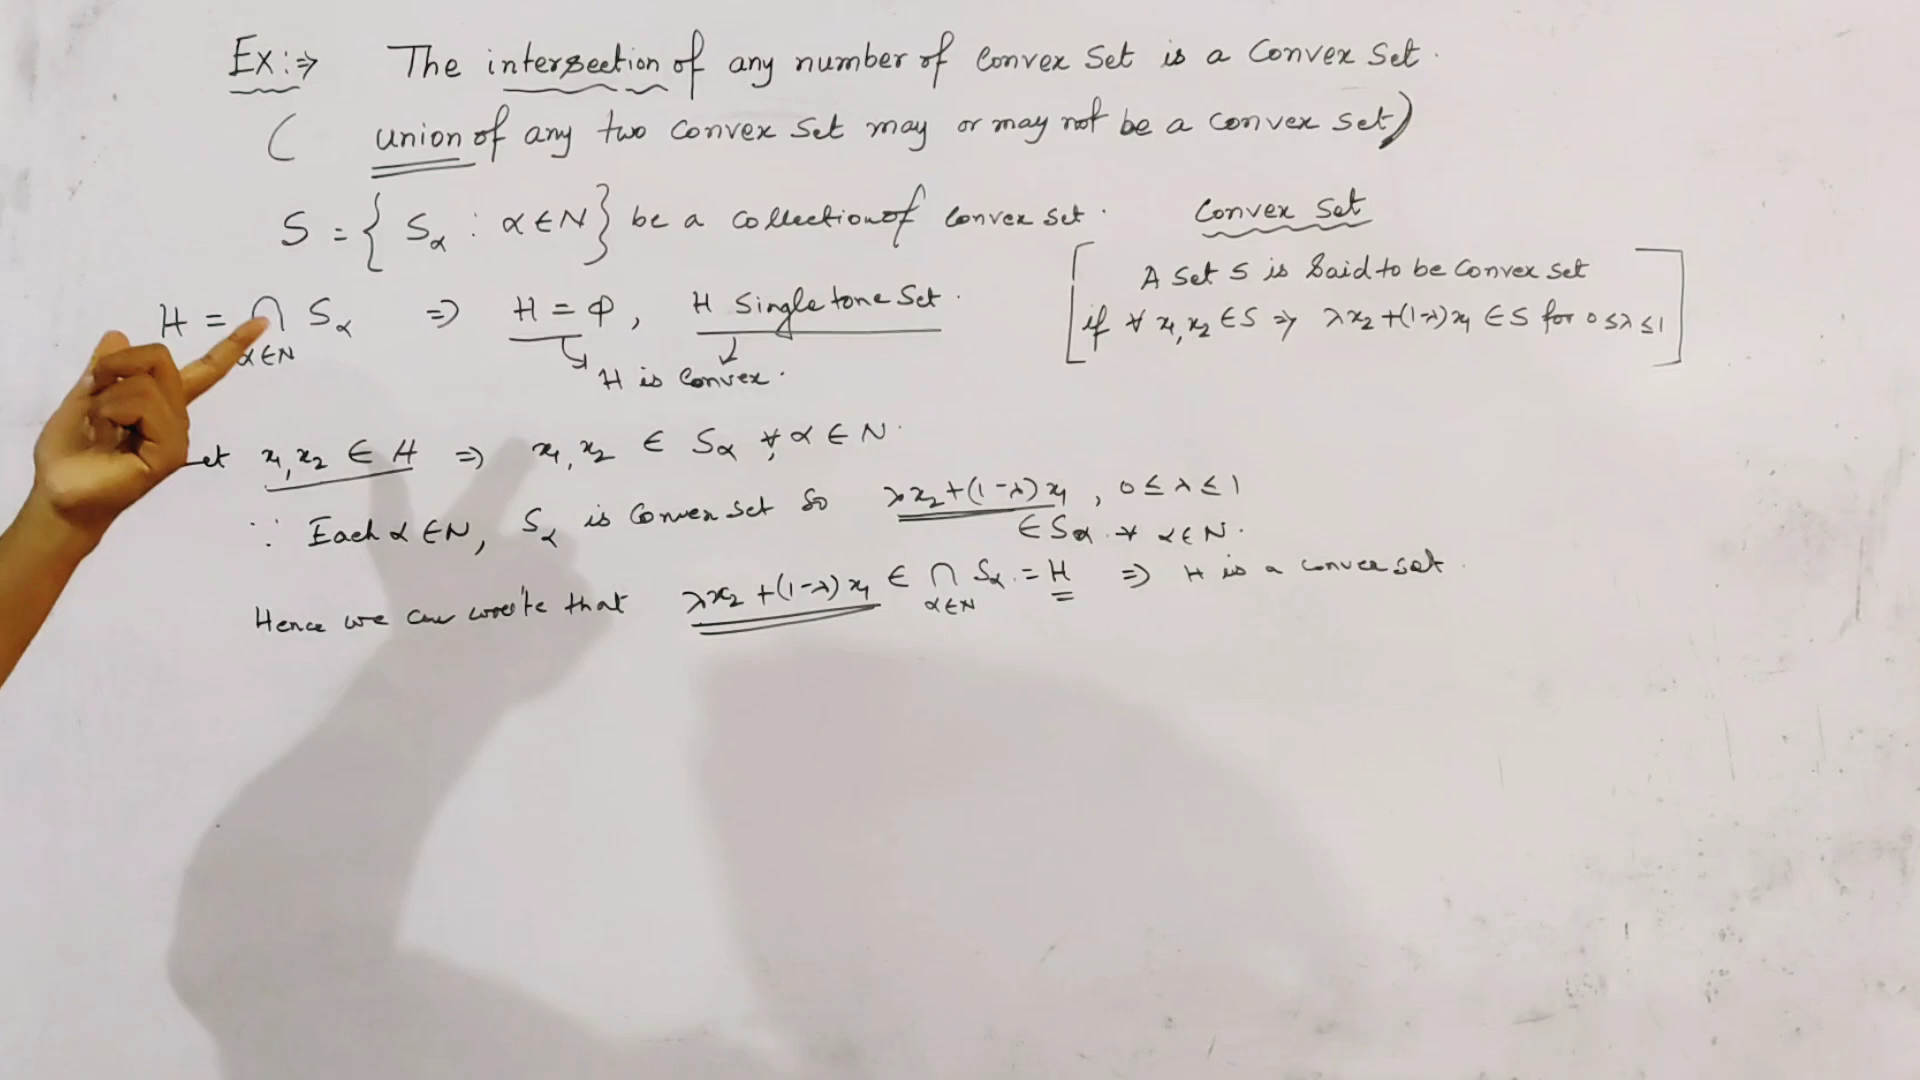 Ex:⇒ The intersection of any number of Convex Set is a Convex Set.
( union of any two convex set may or may not be a convex set)
S = { Sα : α ∈ N } be a collection of Convex set.
Convex Set
A Set S is Said to be Convex set
if ∀ x₁, x₂ ∈ S ⇒ λx₂ + (1-λ)x₁ ∈ S for 0 ≤ λ ≤ 1
H = ∩ Sα ⇒ H = Φ, H Singletone Set.
α∈N
H is Convex.
Let x₁, x₂ ∈ H ⇒ x₁, x₂ ∈ Sα ∀ α ∈ N.
∵ Each α ∈ N, Sα is Convex set So λx₂ + (1-λ)x₁, 0 ≤ λ ≤ 1
∈ Sα ∀ α ∈ N.
Hence we can write that λx₂ + (1-λ)x₁ ∈ ∩ Sα = H ⇒ H is a convex set.
α∈N